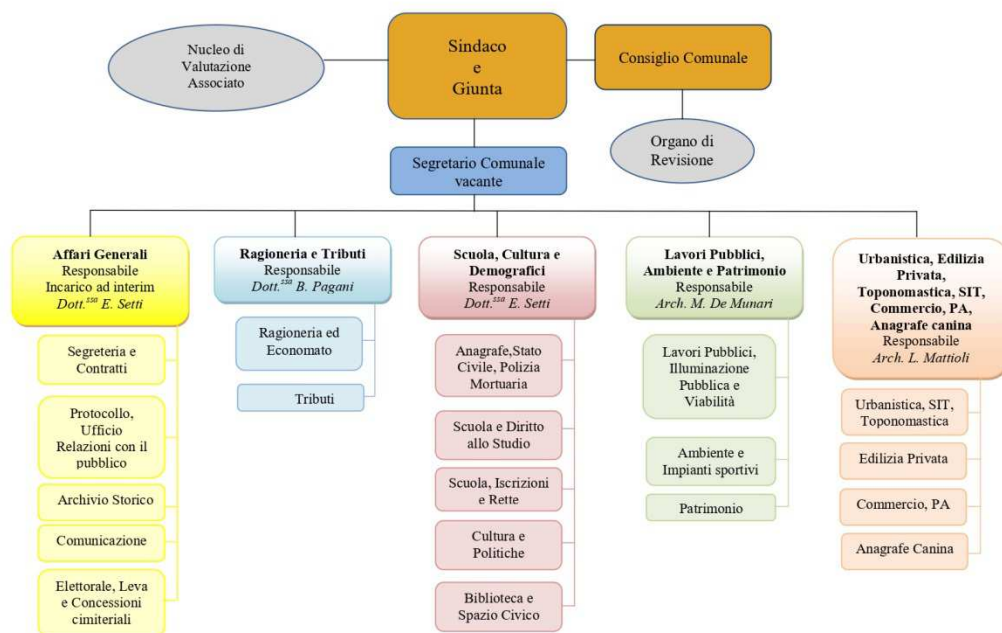 Nucleo di
Valutazione
Associato
Sindaco
e
Giunta
Consiglio Comunale
Organo di
Revisione
Segretario Comunale
vacante
Affari Generali
Responsabile
Incarico ad interim
Dott.ssa E. Setti
Segreteria e
Contratti
Protocollo,
Ufficio
Relazioni con il
pubblico
Archivio Storico
Comunicazione
Elettorale, Leva
e Concessioni
cimiteriali
Ragioneria e Tributi
Responsabile
Dott.ssa B. Pagani
Ragioneria ed
Economato
Tributi
Scuola, Cultura e
Demografici
Responsabile
Dott.ssa E. Setti
Anagrafe,Stato
Civile, Polizia
Mortuaria
Scuola e Diritto
allo Studio
Scuola, Iscrizioni
e Rette
Cultura e
Politiche
Biblioteca e
Spazio Civico
Lavori Pubblici,
Ambiente e Patrimonio
Responsabile
Arch. M. De Munari
Lavori Pubblici,
Illuminazione
Pubblica e
Viabilità
Ambiente e
Impianti sportivi
Patrimonio
Urbanistica, Edilizia
Privata,
Toponomastica, SIT,
Commercio, PA,
Anagrafe canina
Responsabile
Arch. L. Mattioli
Urbanistica, SIT,
Toponomastica
Edilizia Privata
Commercio, PA
Anagrafe Canina